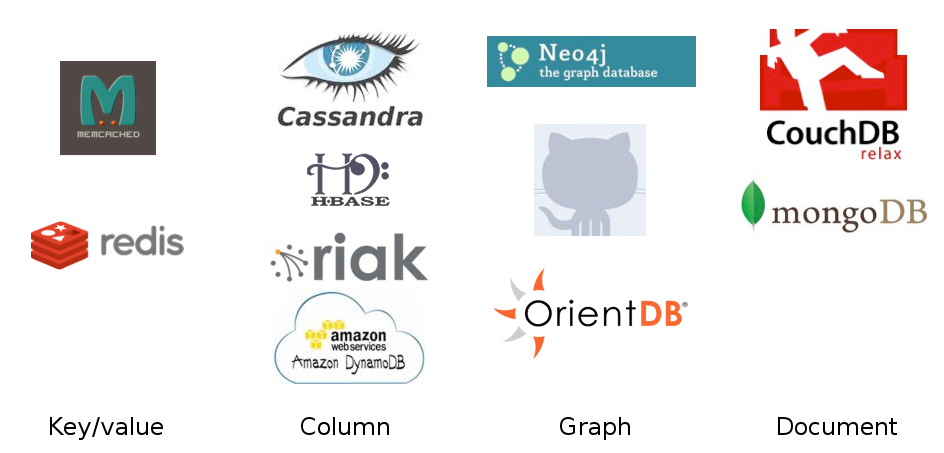 MEMCACHED
redis
Cassandra
HBASE
riak
amazon
webservices
Amazon DynamoDB
Neo4j
the graph database
OrientDB®
CouchDB
relax
mongoDB
Key/value
Column
Graph
Document